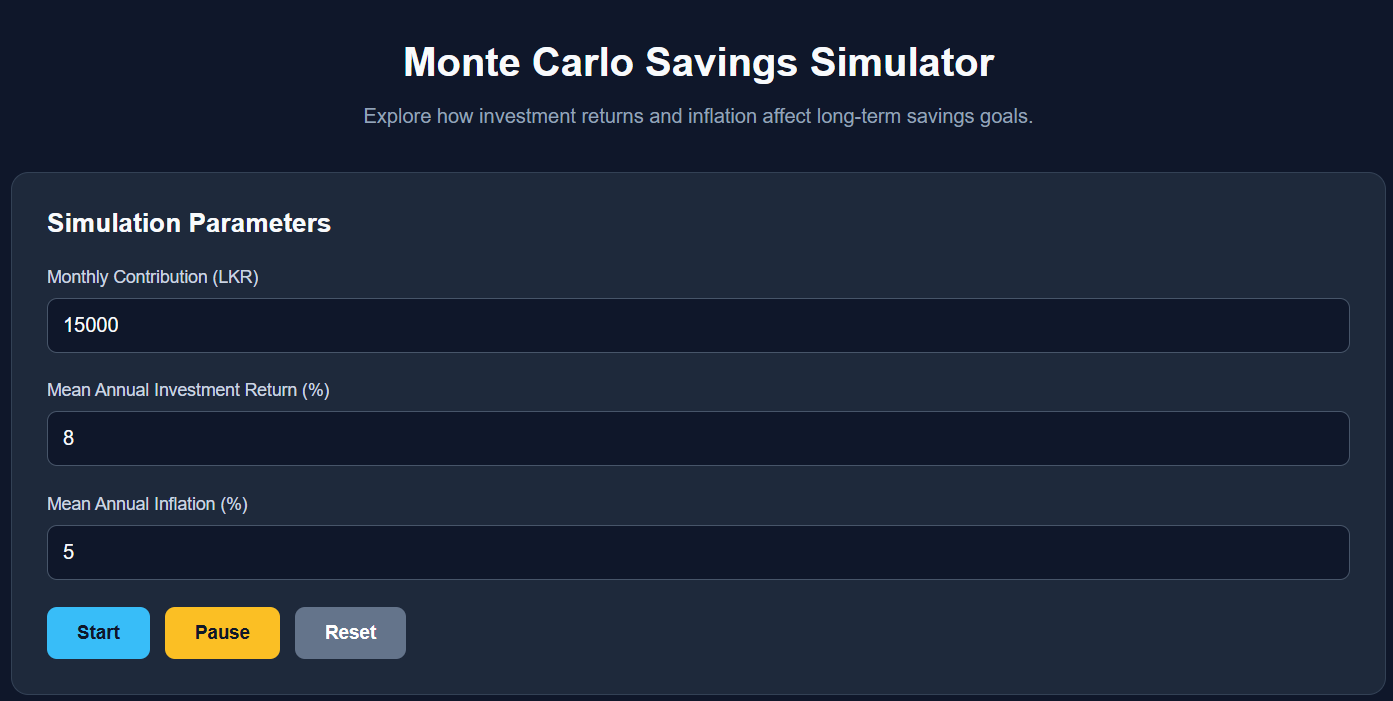 Monte Carlo Savings Simulator
Explore how investment returns and inflation affect long-term savings goals.
Simulation Parameters
Monthly Contribution (LKR)
15000
Mean Annual Investment Return (%)
8
Mean Annual Inflation (%)
5
Start Pause Reset